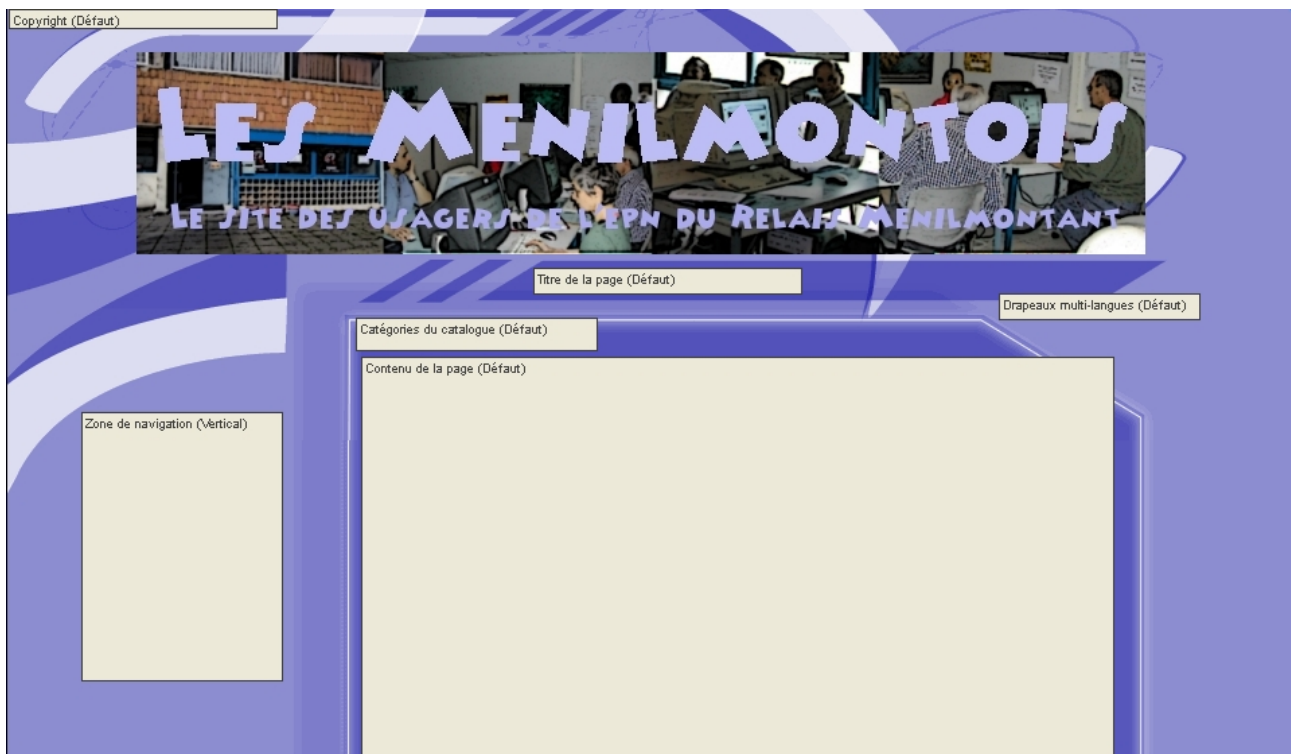 Copyright (Défaut)
LES MENILMONTOIS
LE SITE DES USAGERS DE L'EPN DU RELAIS MENILMONTANT
Titre de la page (Défaut)
Drapeaux multi-langues (Défaut)
Catégories du catalogue (Défaut)
Contenu de la page (Défaut)
Zone de navigation (Vertical)